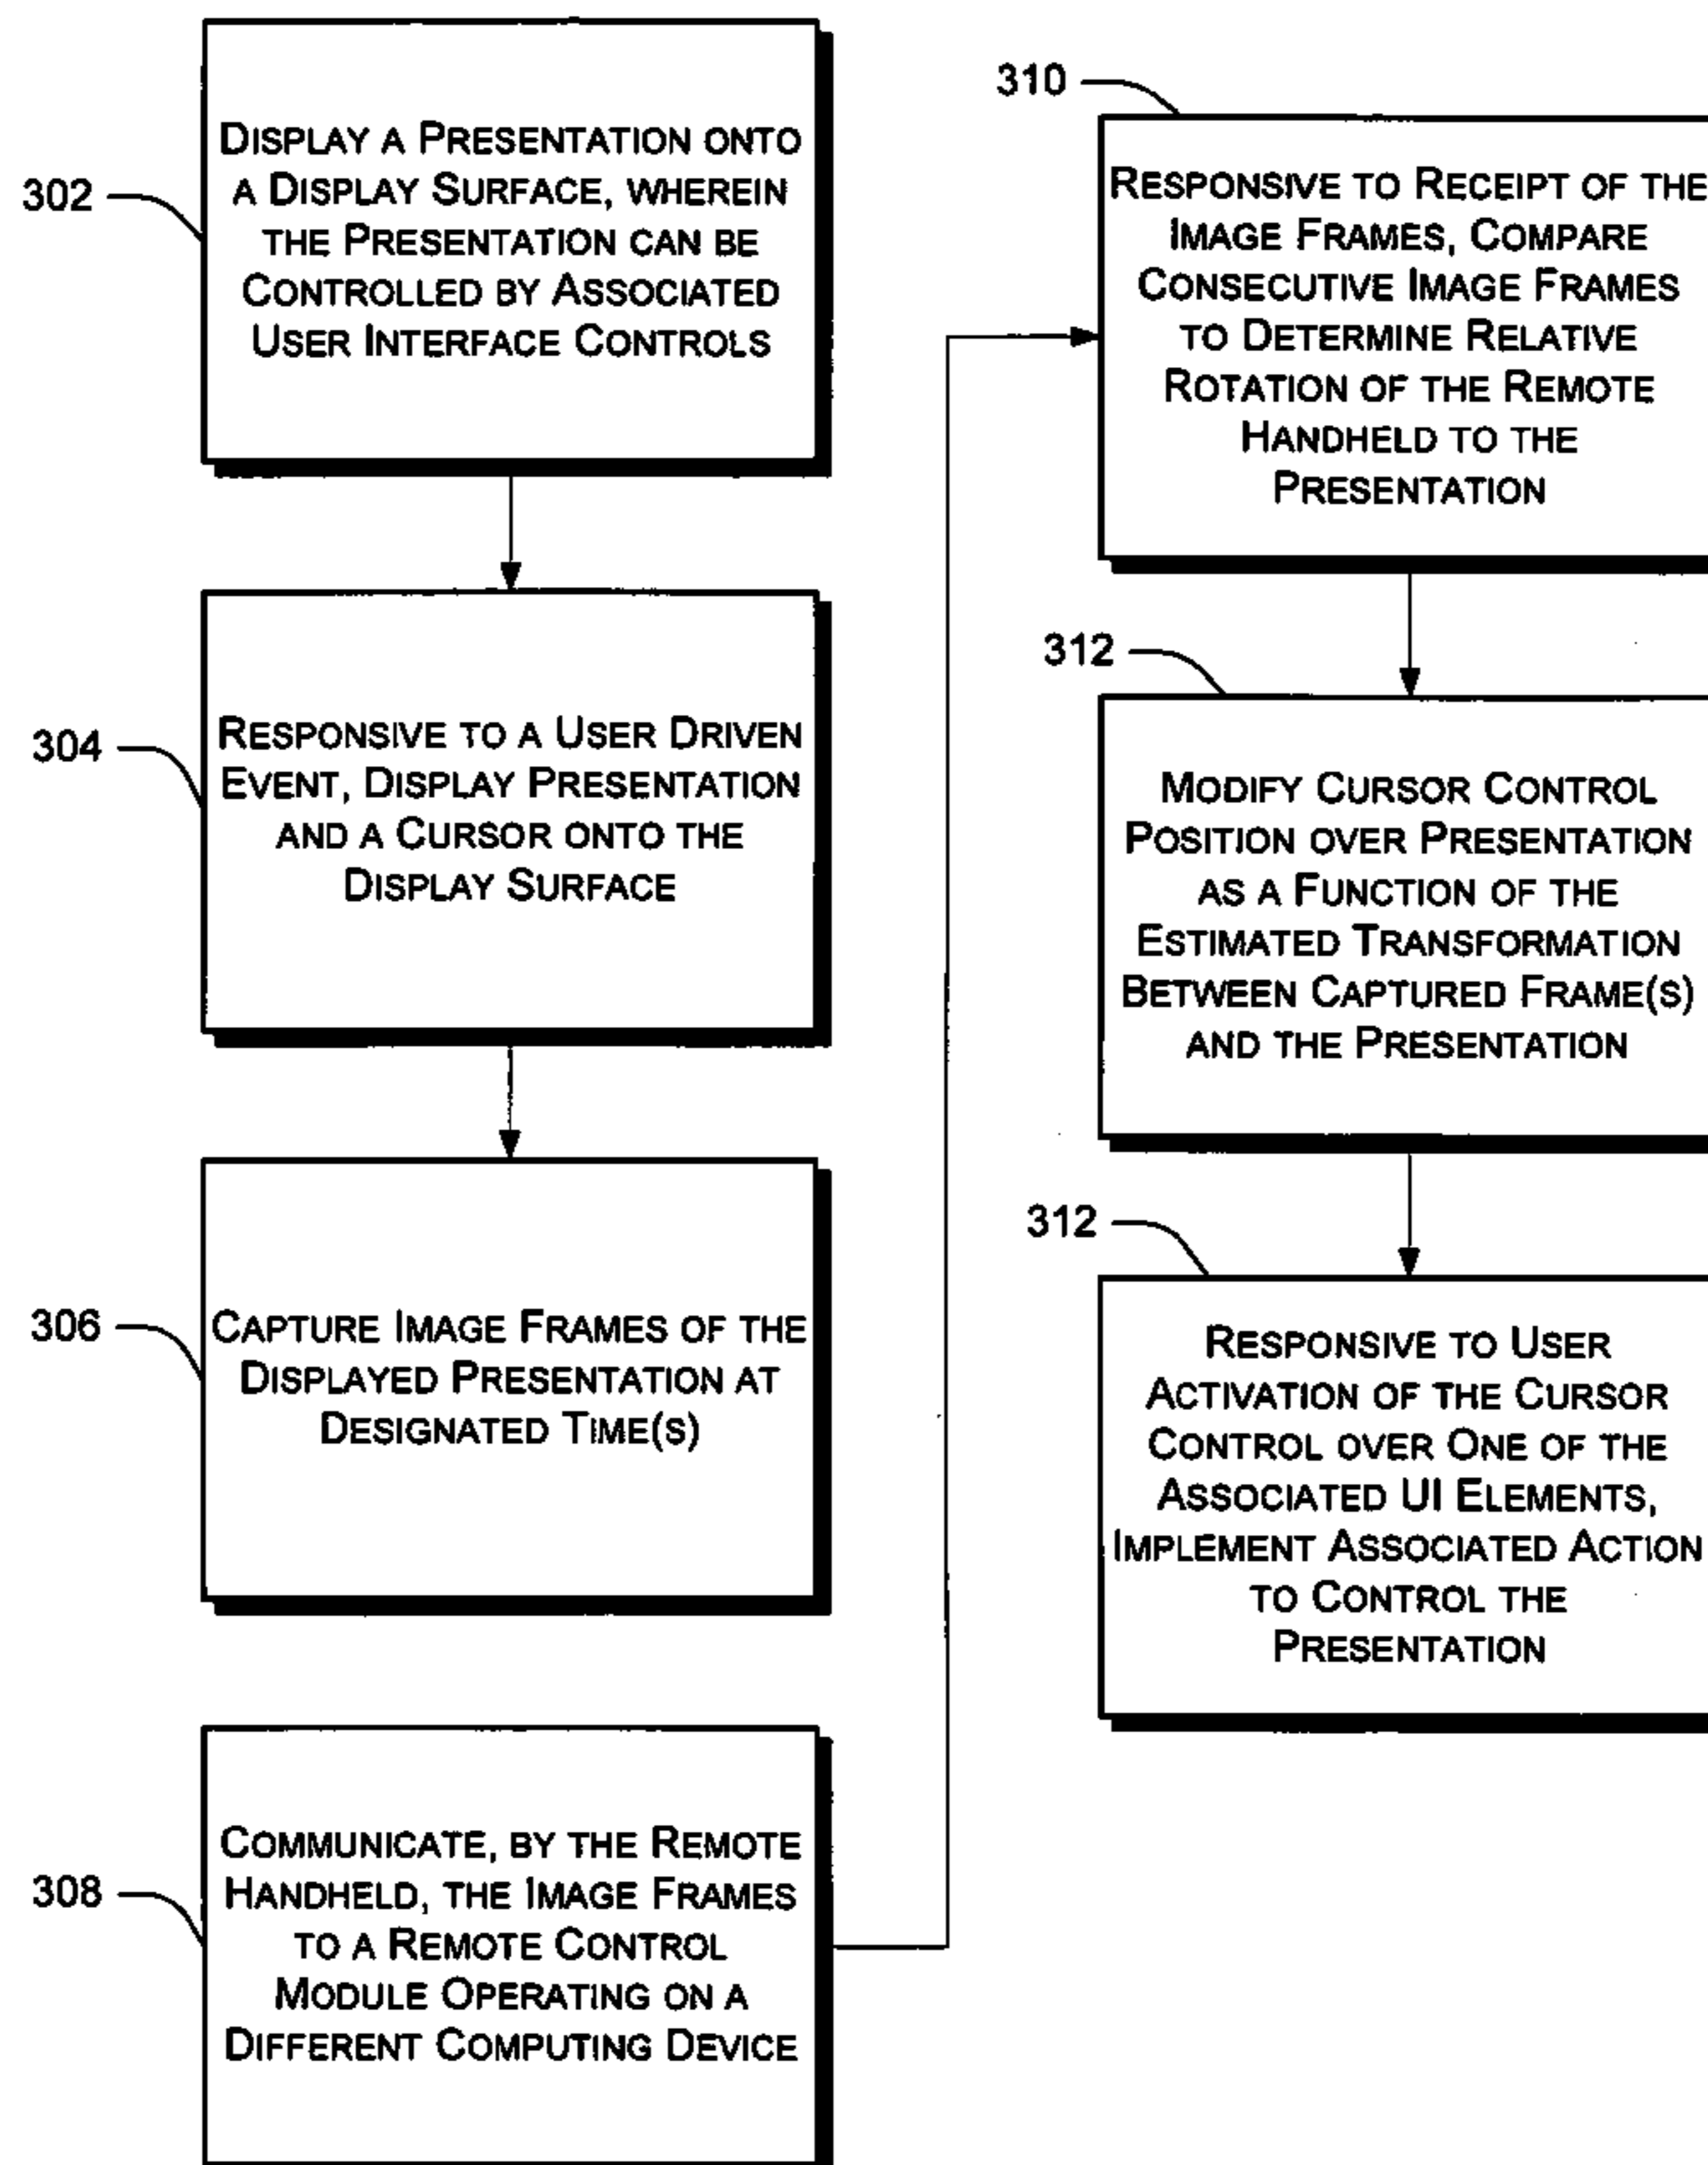 302
DISPLAY A PRESENTATION ONTO
A DISPLAY SURFACE, WHEREIN
THE PRESENTATION CAN BE
CONTROLLED BY ASSOCIATED
USER INTERFACE CONTROLS
304
RESPONSIVE TO A USER DRIVEN
EVENT, DISPLAY PRESENTATION
AND A CURSOR ONTO THE
DISPLAY SURFACE
306
CAPTURE IMAGE FRAMES OF THE
DISPLAYED PRESENTATION AT
DESIGNATED TIME(S)
308
COMMUNICATE, BY THE REMOTE
HANDHELD, THE IMAGE FRAMES
TO A REMOTE CONTROL
MODULE OPERATING ON A
DIFFERENT COMPUTING DEVICE
310
RESPONSIVE TO RECEIPT OF THE
IMAGE FRAMES, COMPARE
CONSECUTIVE IMAGE FRAMES
TO DETERMINE RELATIVE
ROTATION OF THE REMOTE
HANDHELD TO THE
PRESENTATION
312
MODIFY CURSOR CONTROL
POSITION OVER PRESENTATION
AS A FUNCTION OF THE
ESTIMATED TRANSFORMATION
BETWEEN CAPTURED FRAME(S)
AND THE PRESENTATION
312
RESPONSIVE TO USER
ACTIVATION OF THE CURSOR
CONTROL OVER ONE OF THE
ASSOCIATED UI ELEMENTS,
IMPLEMENT ASSOCIATED ACTION
TO CONTROL THE
PRESENTATION